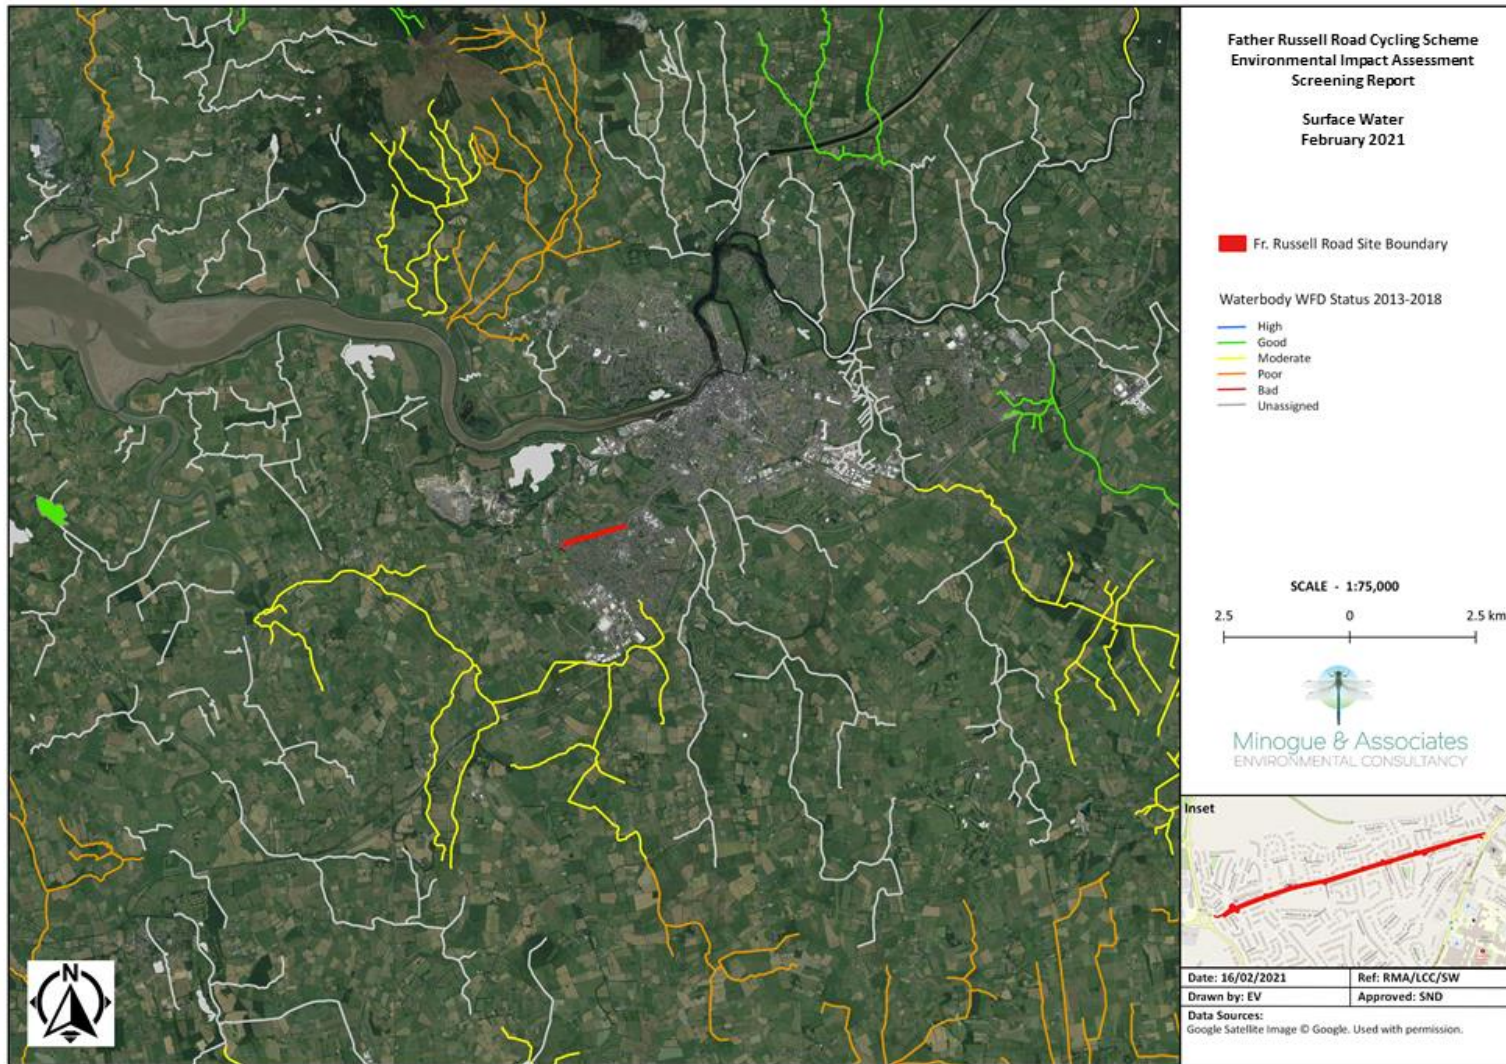 Father Russell Road Cycling Scheme
Environmental Impact Assessment
Screening Report
Surface Water
February 2021
Fr. Russell Road Site Boundary
Waterbody WFD Status 2013-2018
High
Good
Moderate
Poor
Bad
Unassigned
SCALE - 1:75,000
2.5 0 2.5 km
Minogue & Associates
ENVIRONMENTAL CONSULTANCY
Inset
Date: 16/02/2021 Ref: RMA/LCC/SW
Drawn by: EV Approved: SND
Data Sources:
Google Satellite Image © Google. Used with permission.
N